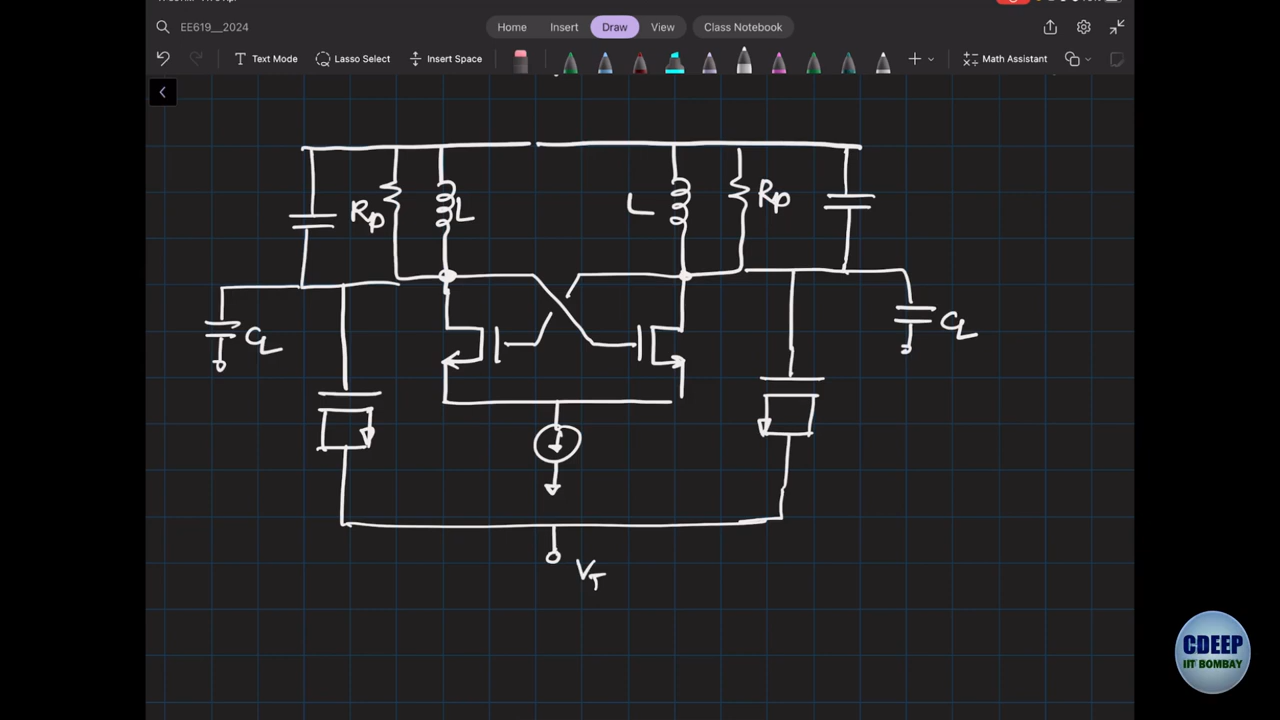 EE619__2024
Home Insert Draw View Class Notebook
Text Mode Lasso Select Insert Space Math Assistant
Rp L L Rp
CL CL
VT
CDEEP
IIT BOMBAY